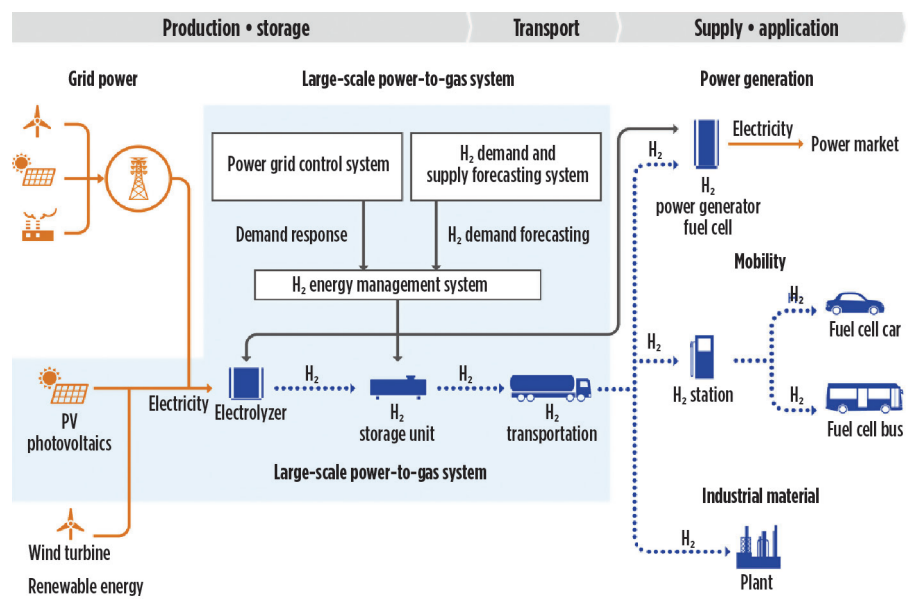 Production • storage
Transport
Supply • application
Grid power
Large-scale power-to-gas system
Power generation
Power grid control system
H₂ demand and
supply forecasting system
Demand response
H₂ demand forecasting
H₂ energy management system
H₂
H₂
Electricity
Power market
H₂
power generator
fuel cell
Mobility
H₂
Fuel cell car
H₂ station
H₂
Fuel cell bus
PV
photovoltaics
Electricity
Electrolyzer
H₂
H₂
storage unit
H₂
H₂
transportation
Large-scale power-to-gas system
Wind turbine
Renewable energy
Industrial material
H₂
Plant